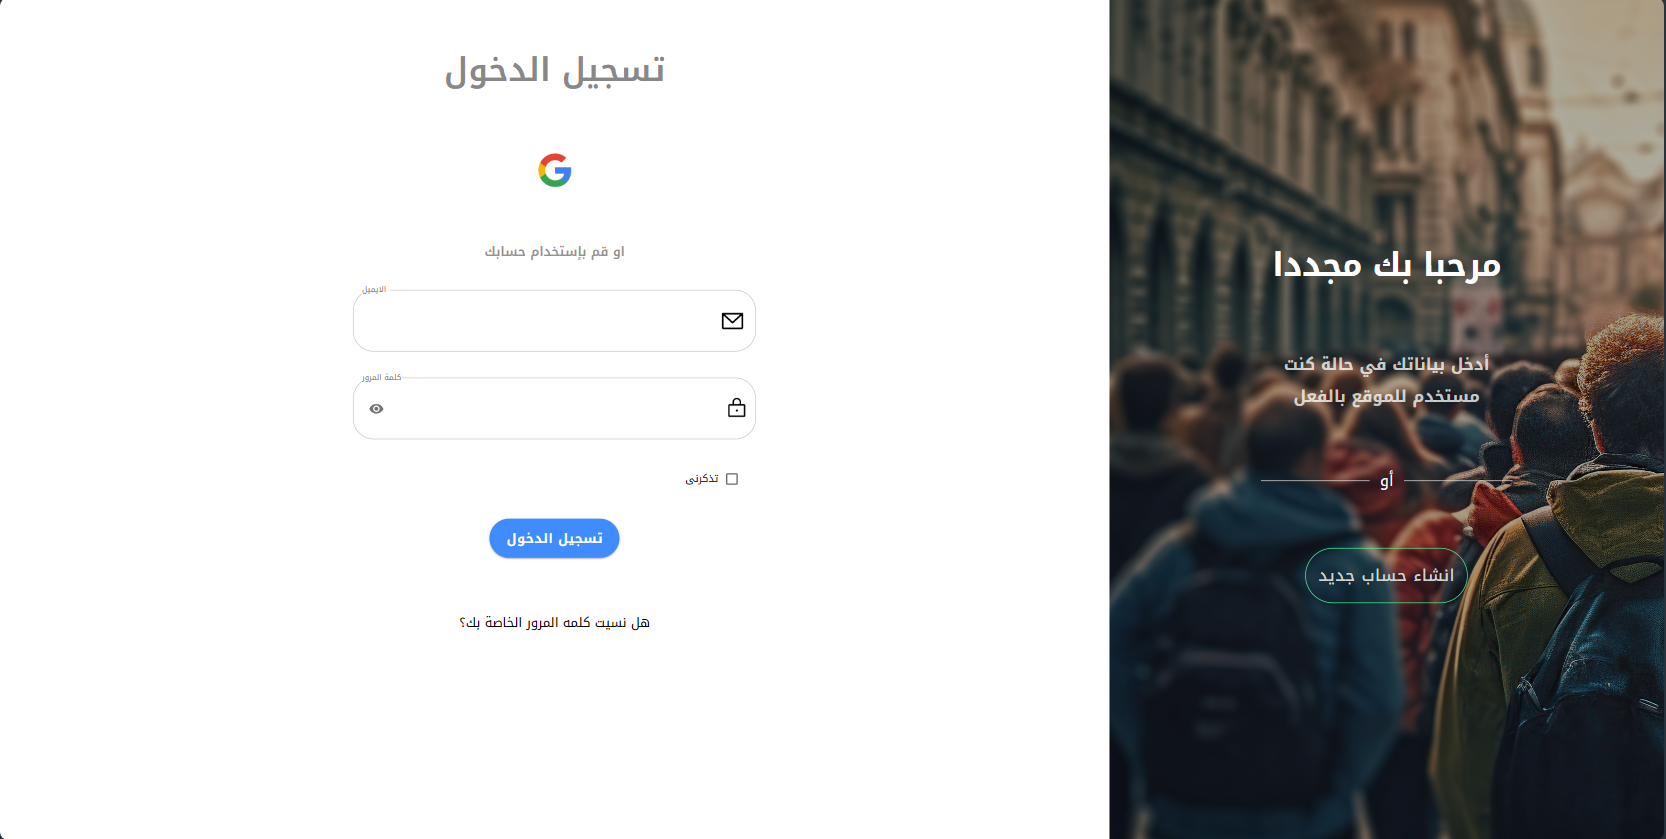 تسجيل الدخول
او قم بإستخدام حسابك
الايميل
كلمة المرور
تذكرنى
تسجيل الدخول
هل نسيت كلمه المرور الخاصة بك؟
مرحبا بك مجددا
أدخل بياناتك في حالة كنت
مستخدم للموقع بالفعل
أو
انشاء حساب جديد